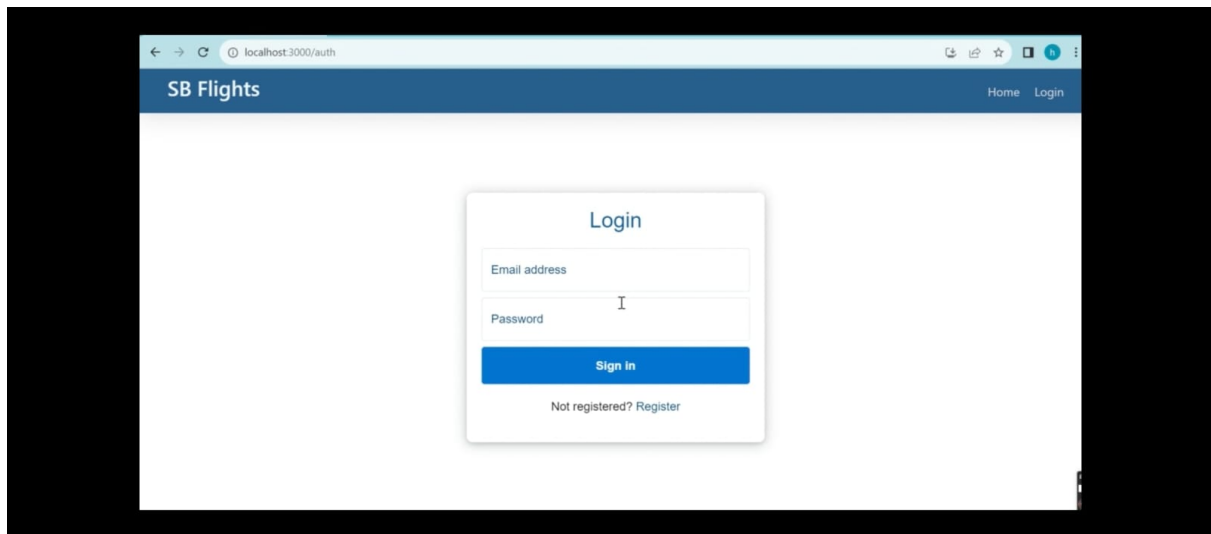 localhost:3000/auth
h
SB Flights
Home Login
Login
Email address
Password
Sign in
Not registered? Register